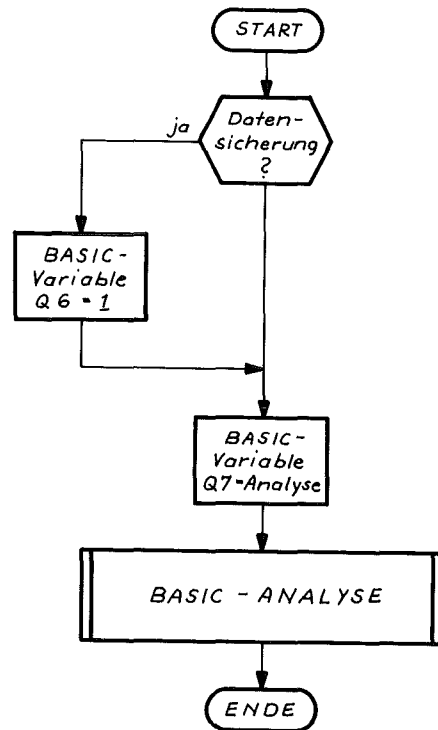 START
Daten-
sicherung
?
ja
BASIC-
Variable
Q6=1
BASIC-
Variable
Q7=Analyse
BASIC-ANALYSE
ENDE